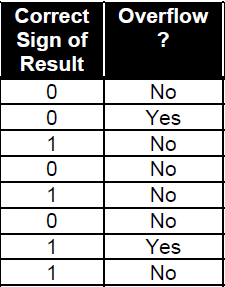 Correct Sign of Result Overflow ?
0 No
0 Yes
1 No
0 No
1 No
0 No
1 Yes
1 No